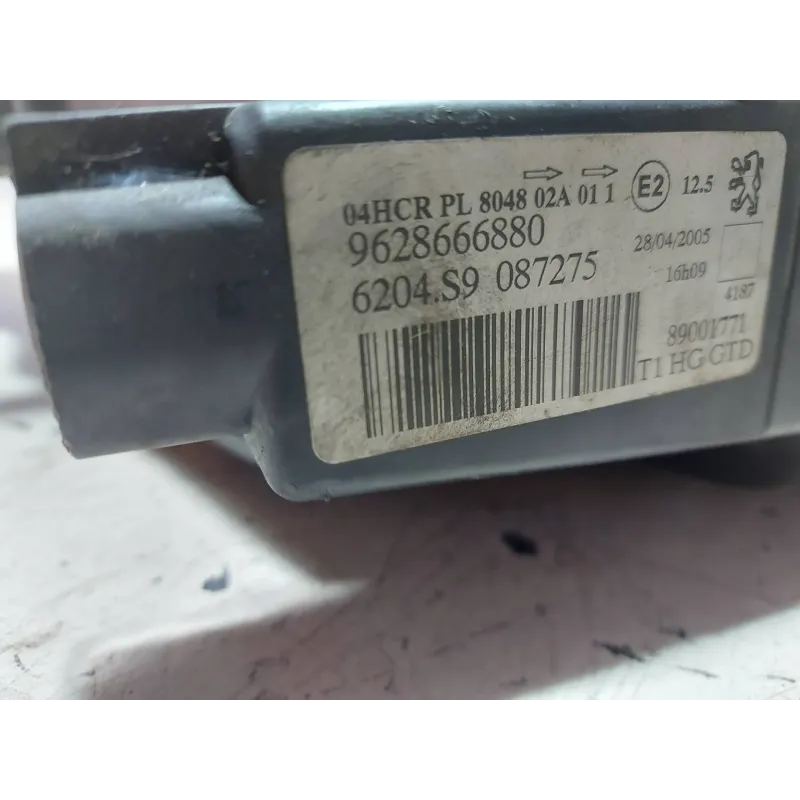 04HCR PL 8048 02A 01 1 E2 12.5
9628666880 28/04/2005
6204.S9 087275 16h09
4187
89001771
T1 HG GTD